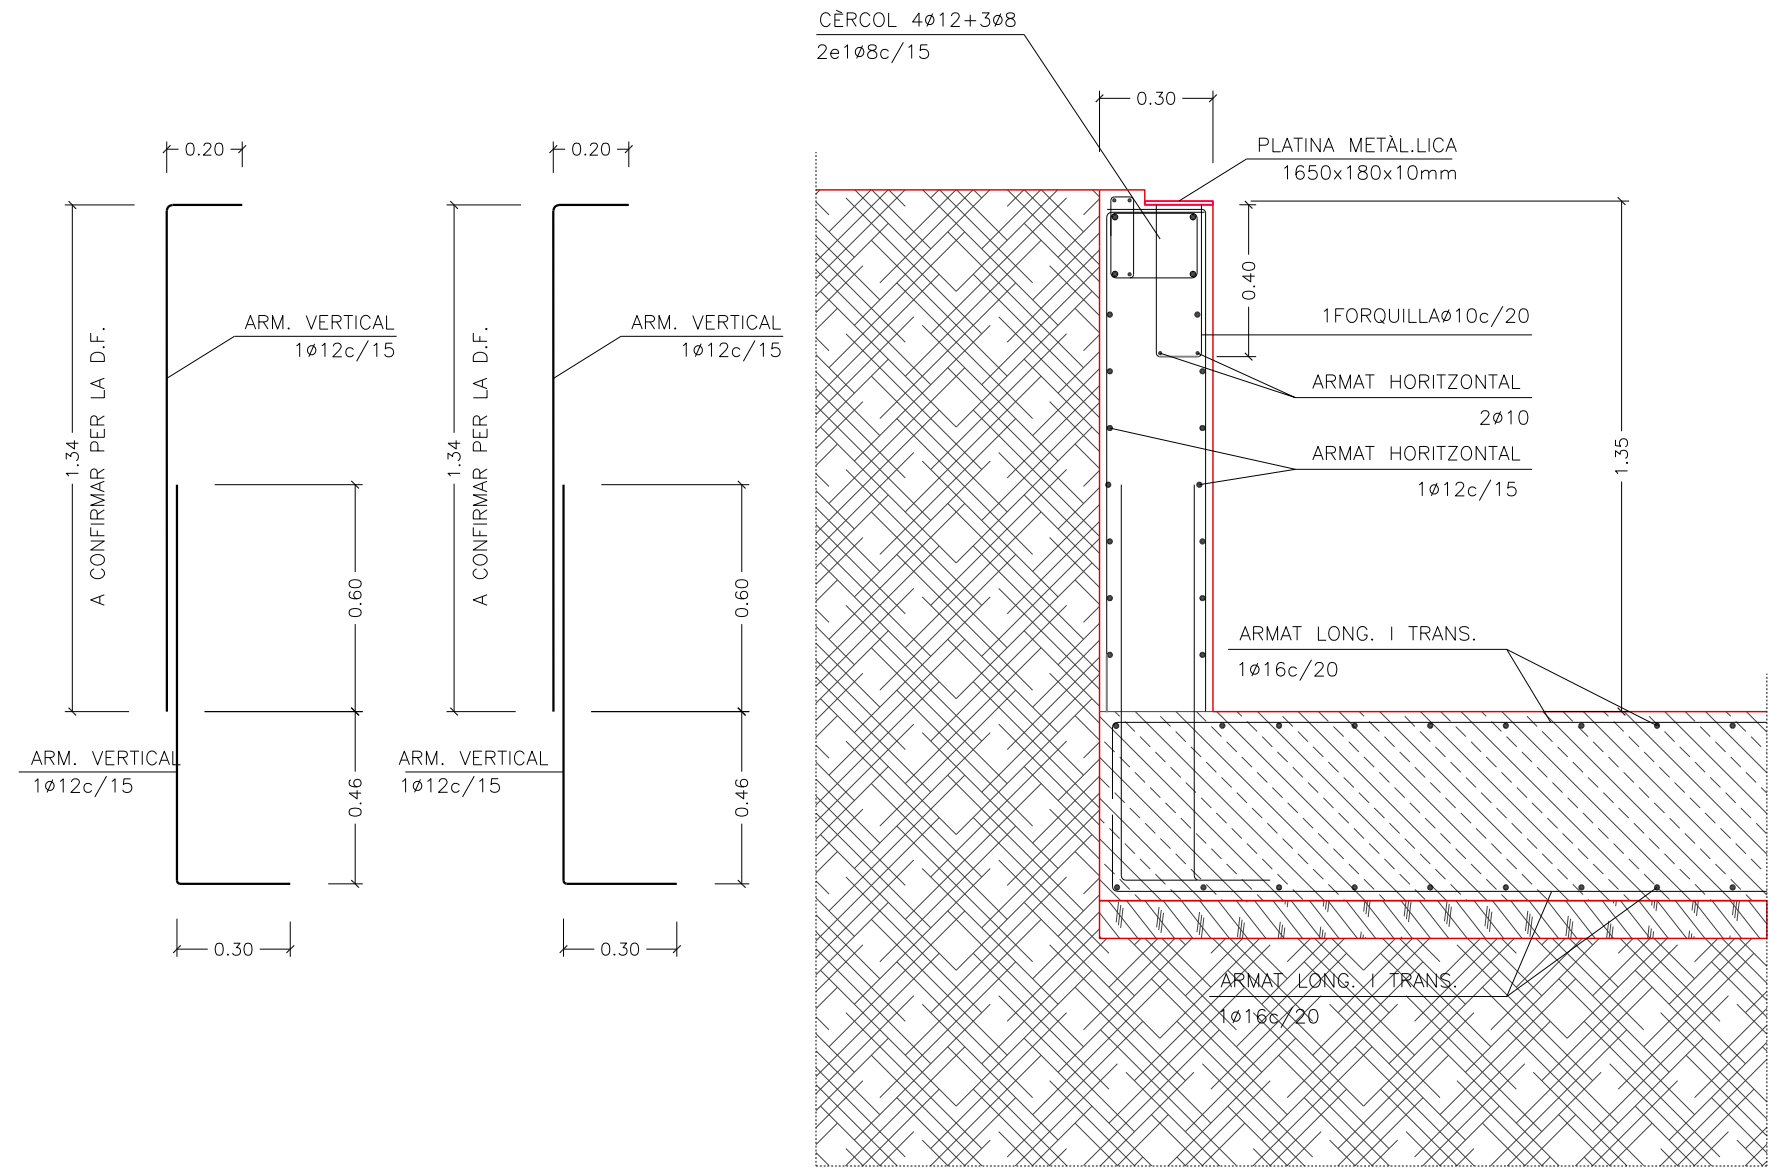 CÈRCOL 4ø12+3ø8
2e1ø8c/15
0.30
PLATINA METÀL.LICA
1650x180x10mm
0.20
0.20
0.40
1FORQUILLAø10c/20
ARM. VERTICAL
1ø12c/15
ARM. VERTICAL
1ø12c/15
ARMAT HORITZONTAL
2ø10
1.34
A CONFIRMAR PER LA D.F.
1.34
A CONFIRMAR PER LA D.F.
ARMAT HORITZONTAL
1ø12c/15
1.35
0.60
0.60
ARMAT LONG. I TRANS.
1ø16c/20
ARM. VERTICAL
1ø12c/15
ARM. VERTICAL
1ø12c/15
0.46
0.46
0.30
0.30
ARMAT LONG. I TRANS.
1ø16c/20